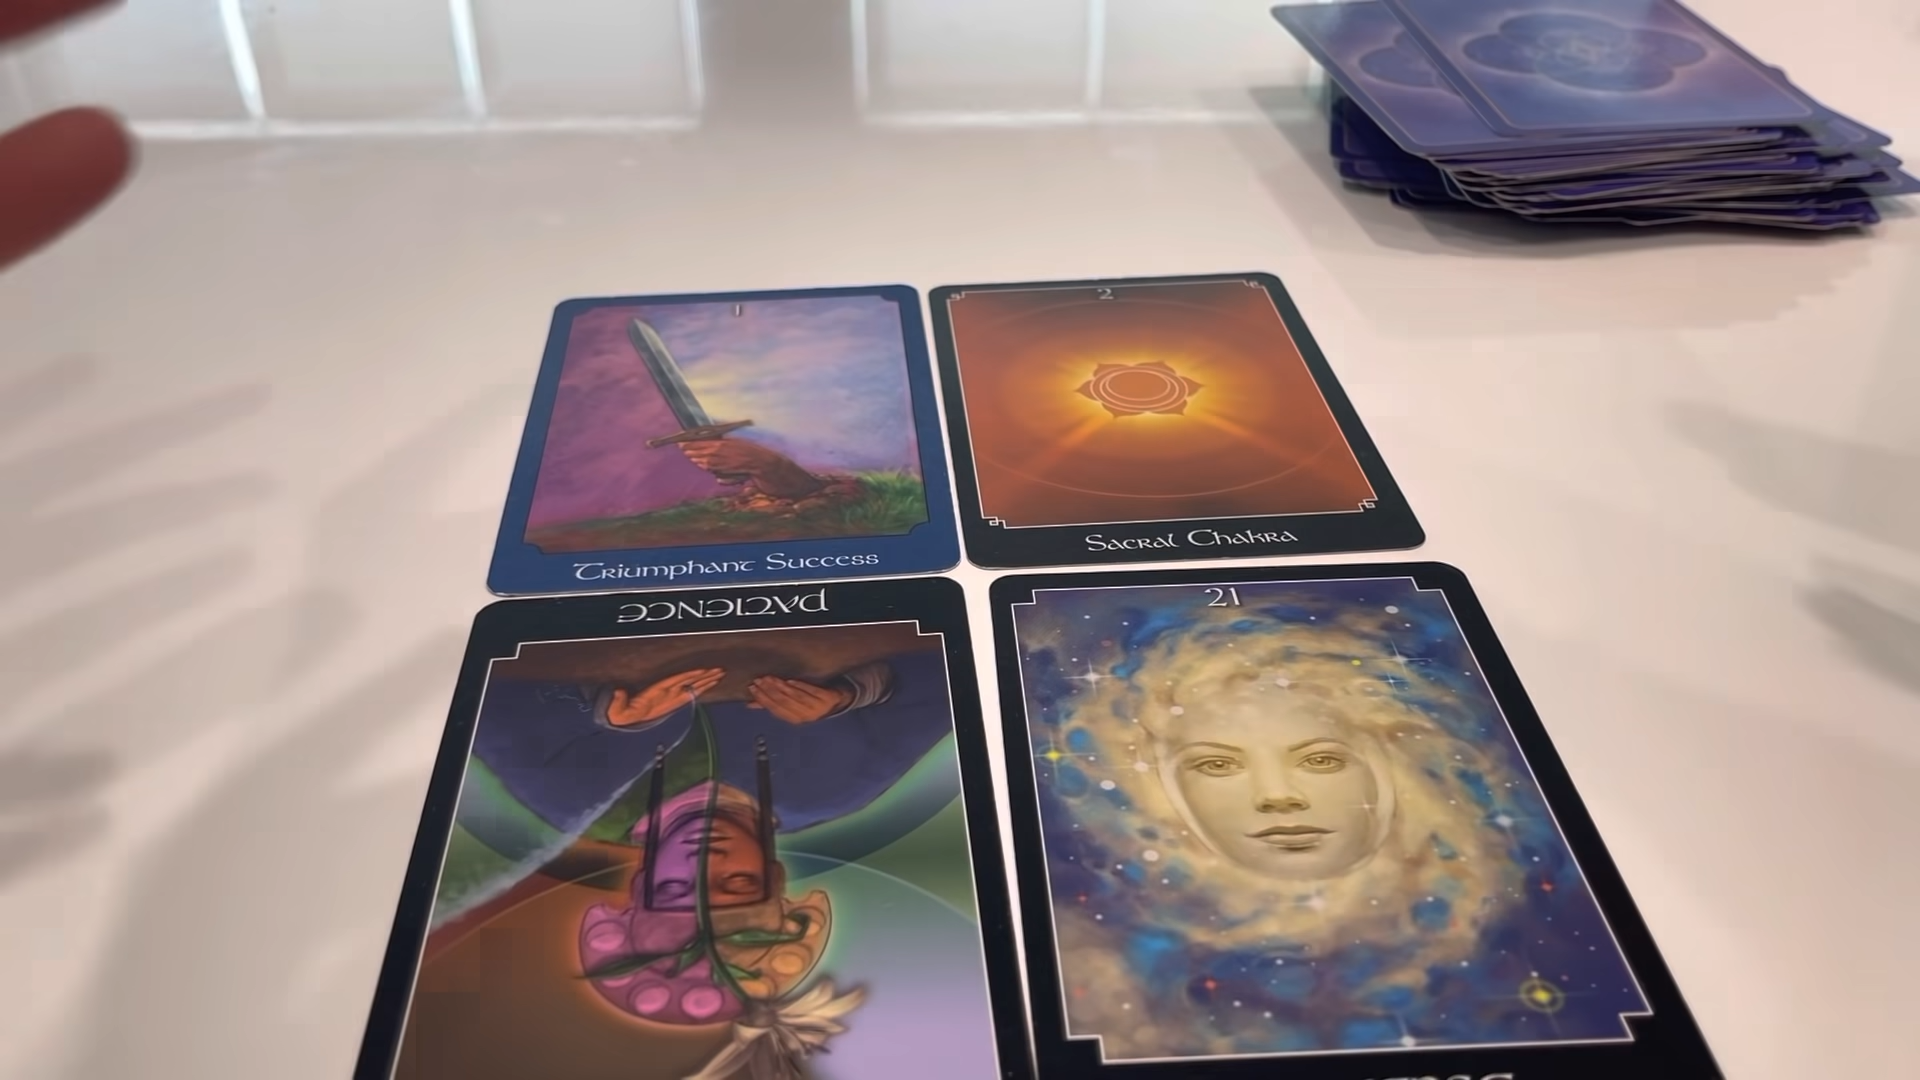 1
Triumphant Success
2
Sacral Chakra
Patience
21